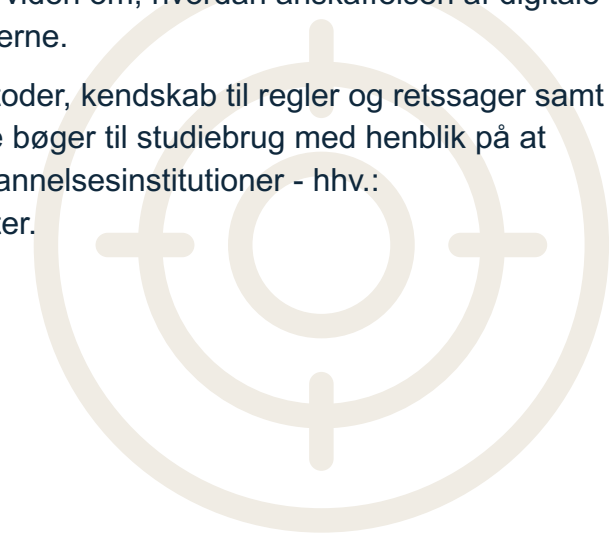 viden om, hvordan anskaffelsen af digitale
erne.
toder, kendskab til regler og retssager samt
bøger til studiebrug med henblik på at
annelsesinstitutioner - hhv.:
ter.